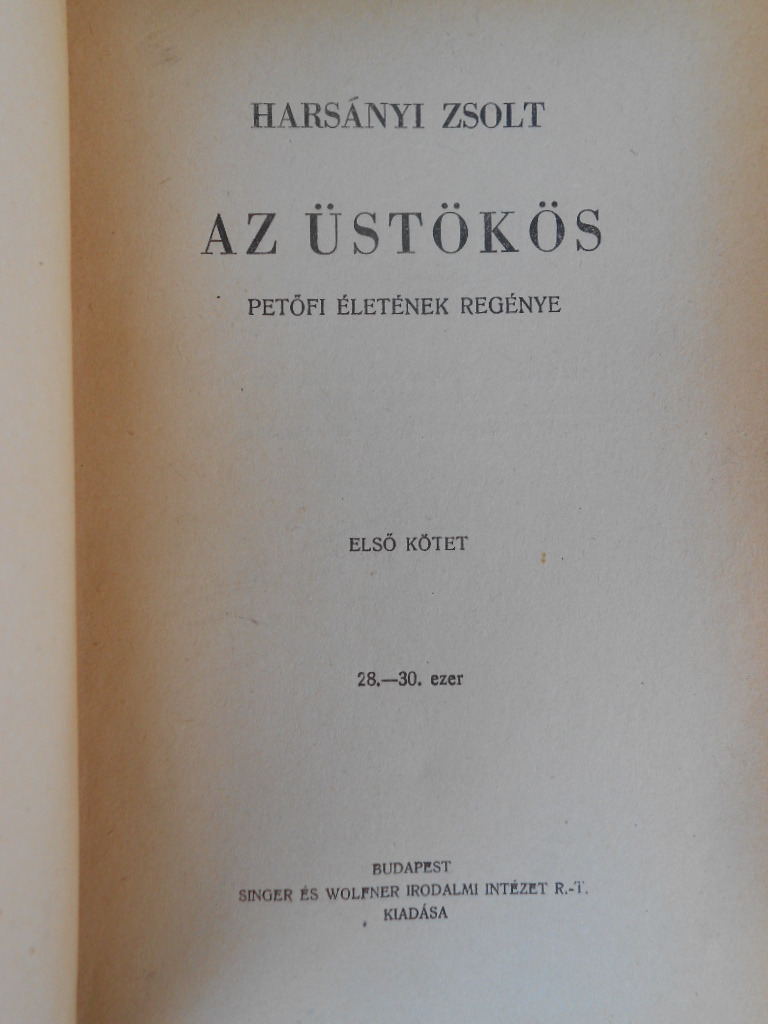 HARSÁNYI ZSOLT
AZ ÜSTÖKÖS
PETŐFI ÉLETÉNEK REGÉNYE
ELSŐ KÖTET
28.—30. ezer
BUDAPEST
SINGER ÉS WOLFNER IRODALMI INTÉZET R.-T.
KIADÁSA